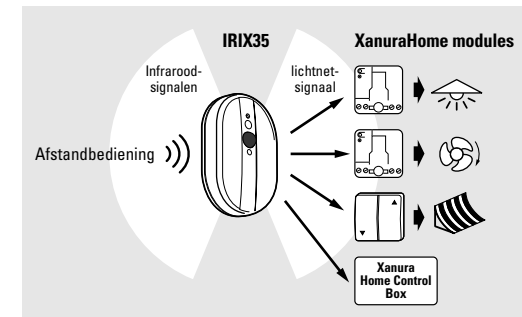 IRIX35
XanuraHome modules
Infrarood-
signalen
lichtnet-
signaal
Afstandbediening
Xanura
Home Control
Box